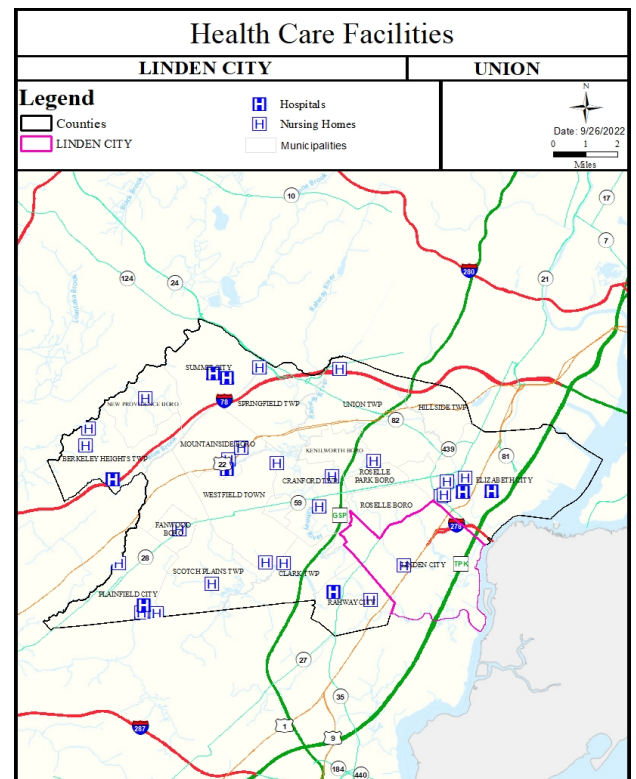 Health Care Facilities
LINDEN CITY
UNION
Legend
Counties
LINDEN CITY
H Hospitals
H Nursing Homes
Municipalities
N
Date: 9/26/2022
0 1 2
Miles
10
17
7
280
21
124
24
SUMMIT CITY
NEW PROVIDENCE BORO
78
SPRINGFIELD TWP
UNION TWP
HILLSIDE TWP
82
MOUNTAINSIDE BORO
KENILWORTH BORO
439
81
BERKELEY HEIGHTS TWP
22
CRANFORD TWP
ROSELLE
PARK BORO
ELIZABETH CITY
WESTFIELD TOWN
59
ROSELLE BORO
GSP
278
FANWOOD
BORO
28
SCOTCH PLAINS TWP
CLARK TWP
LINDEN CITY
TPK
PLAINFIELD CITY
RAHWAY CITY
27
35
287
1
9
184
440